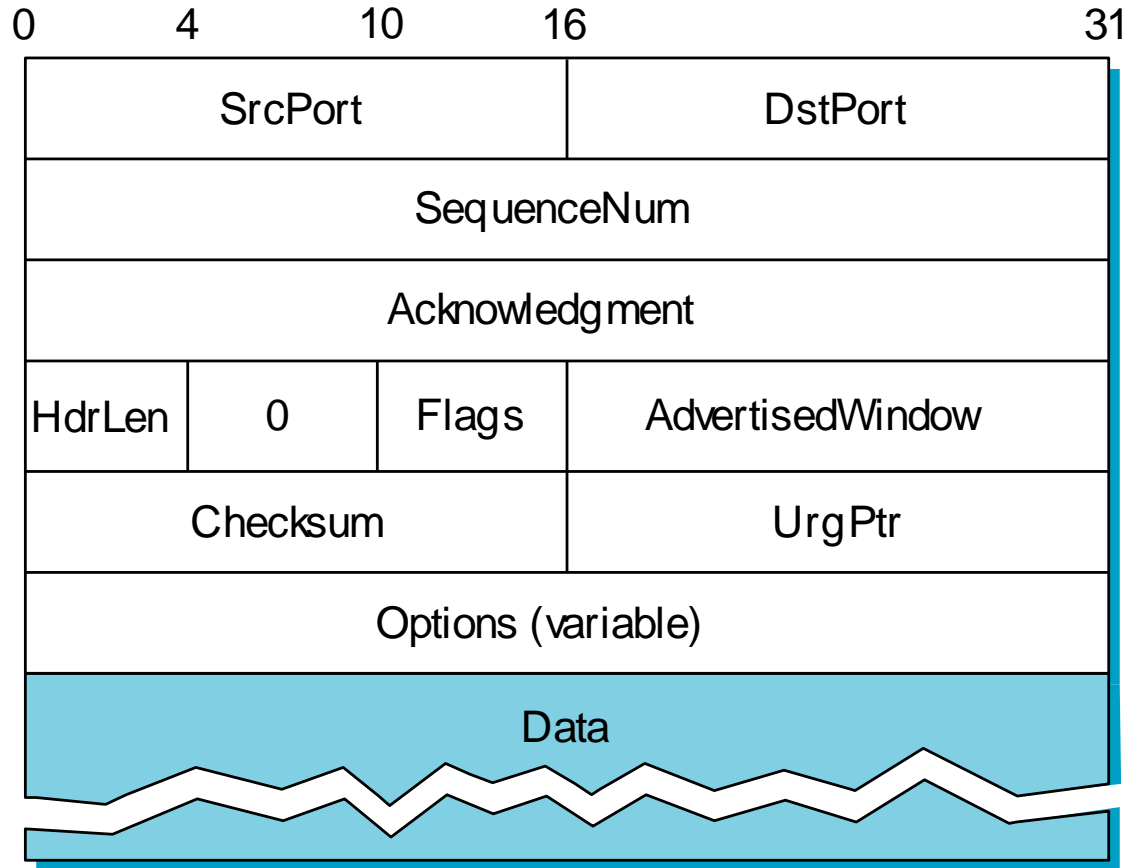 0 4 10 16 31
SrcPort DstPort
SequenceNum
Acknowledgment
HdrLen 0 Flags AdvertisedWindow
Checksum UrgPtr
Options (variable)
Data